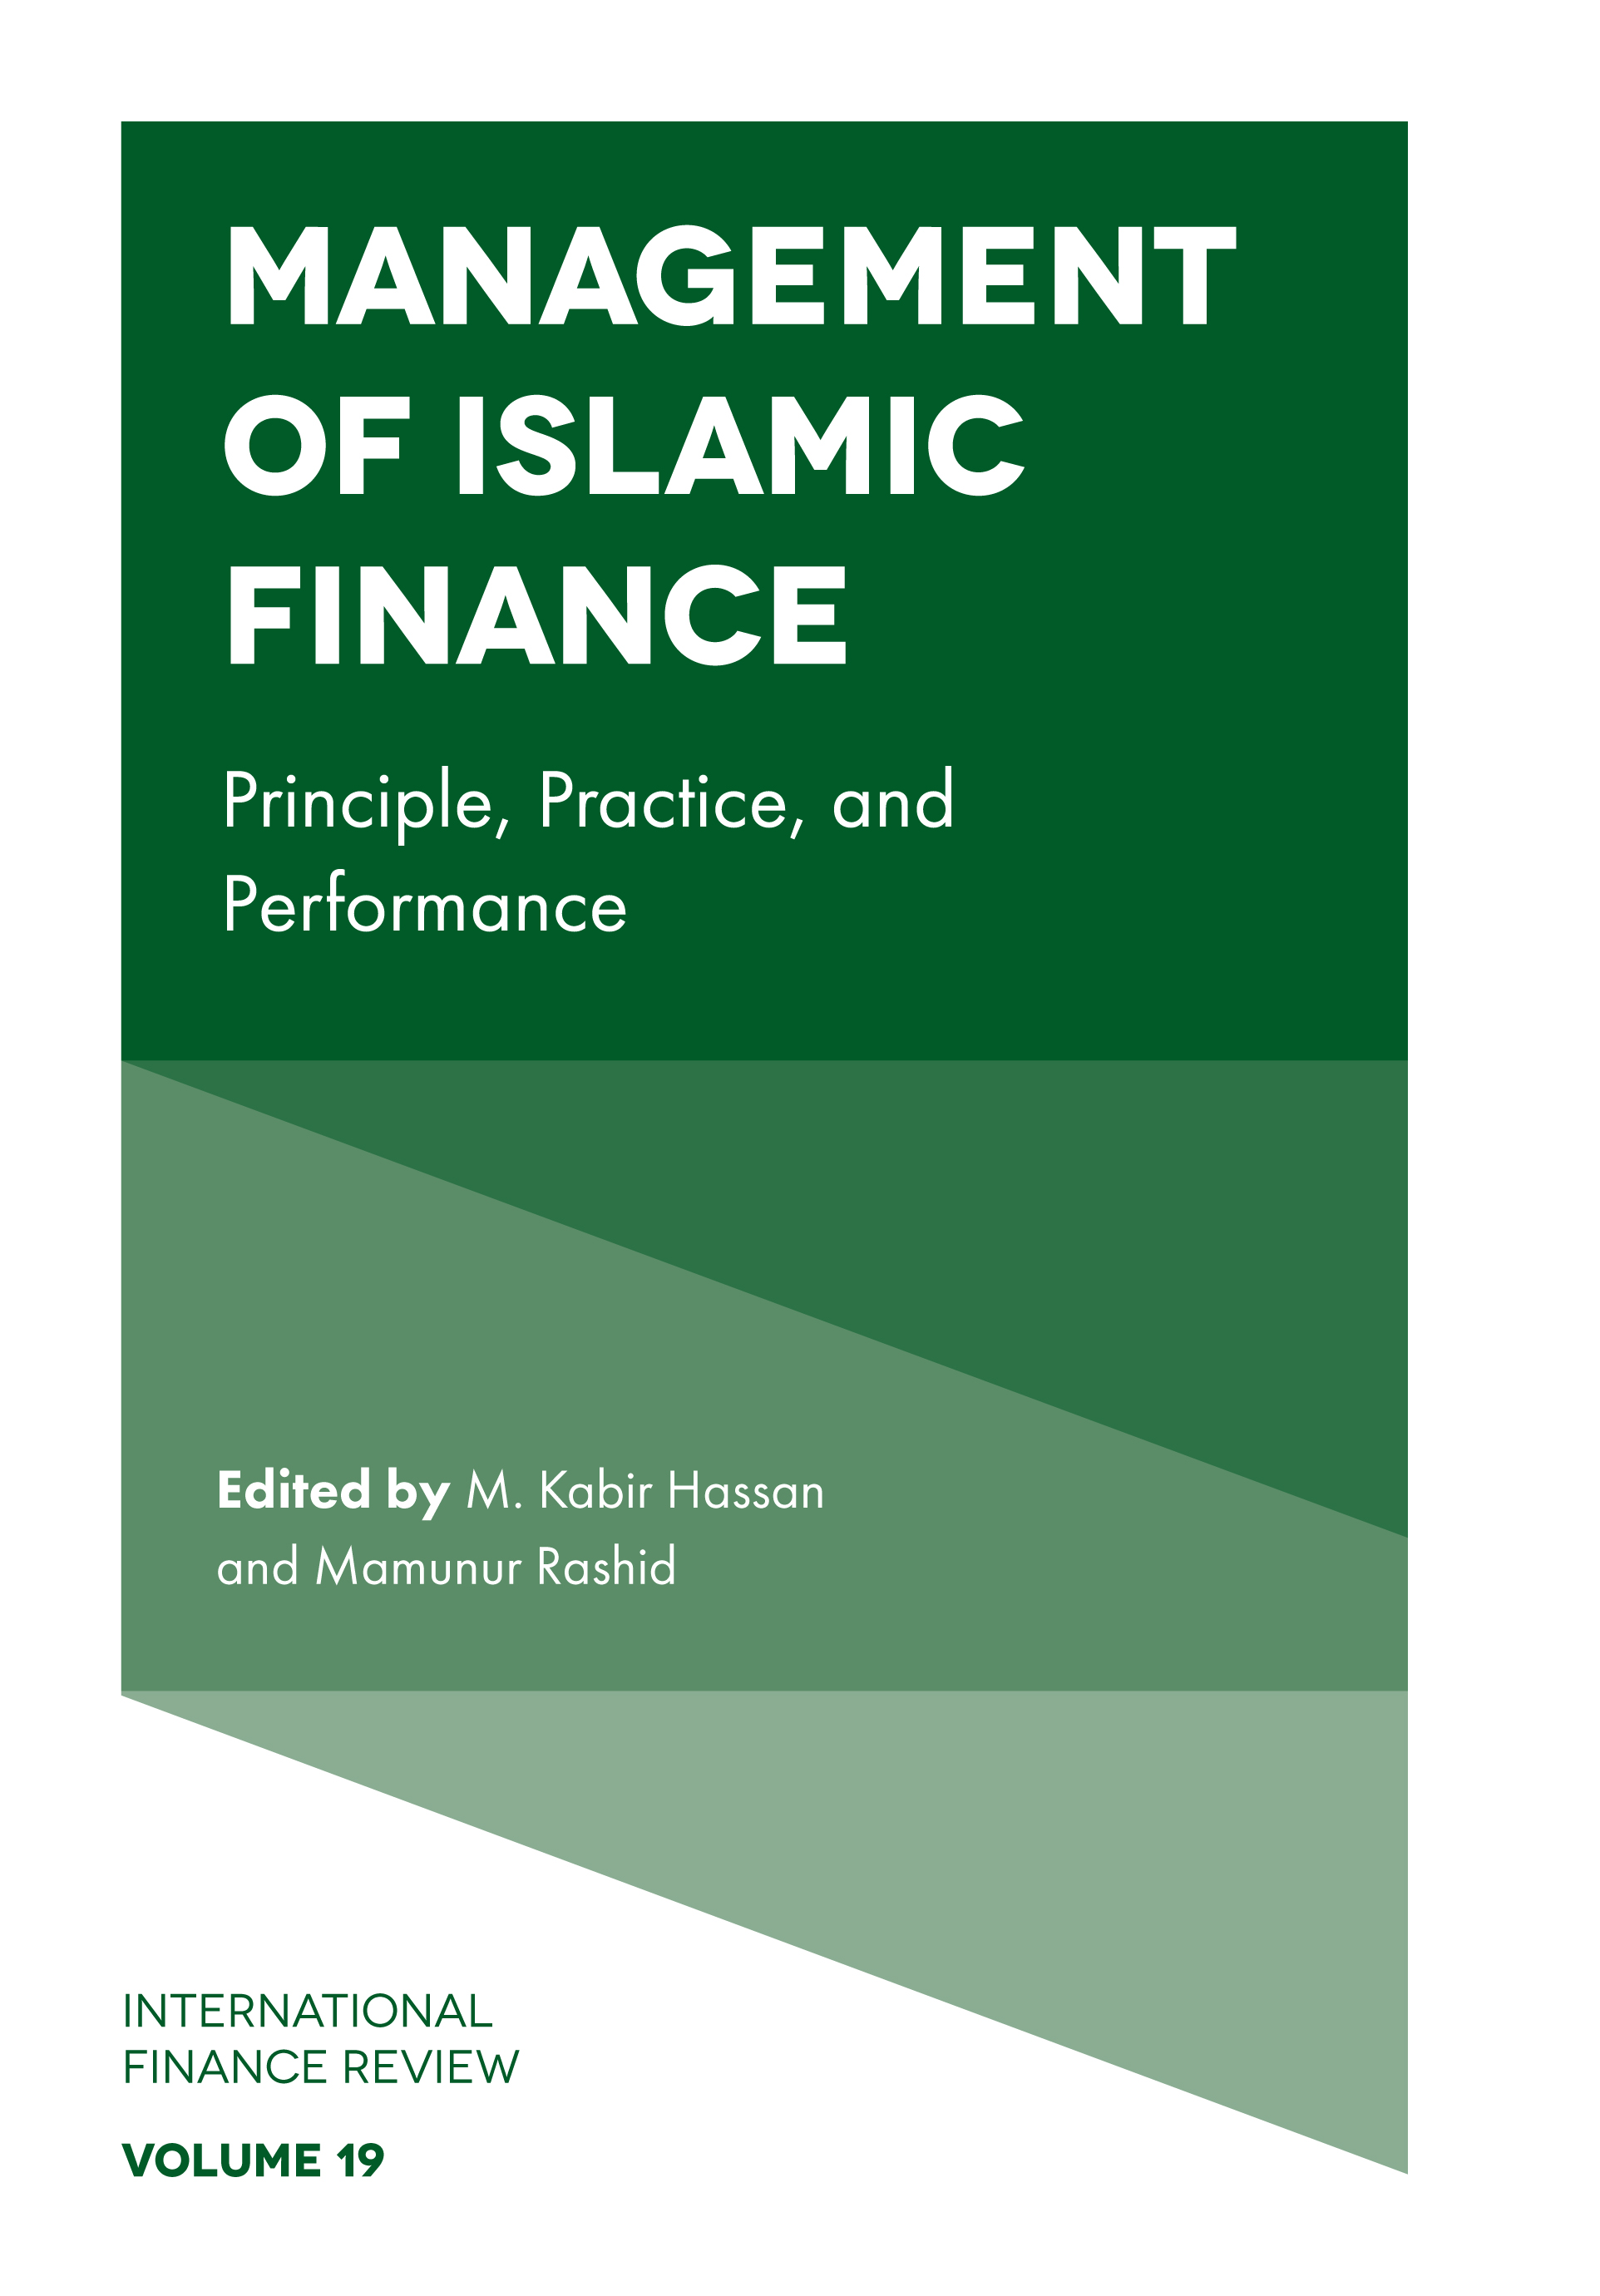 MANAGEMENT
OF ISLAMIC
FINANCE
Principle, Practice, and
Performance
Edited by M. Kabir Hassan
and Mamunur Rashid
INTERNATIONAL
FINANCE REVIEW
VOLUME 19